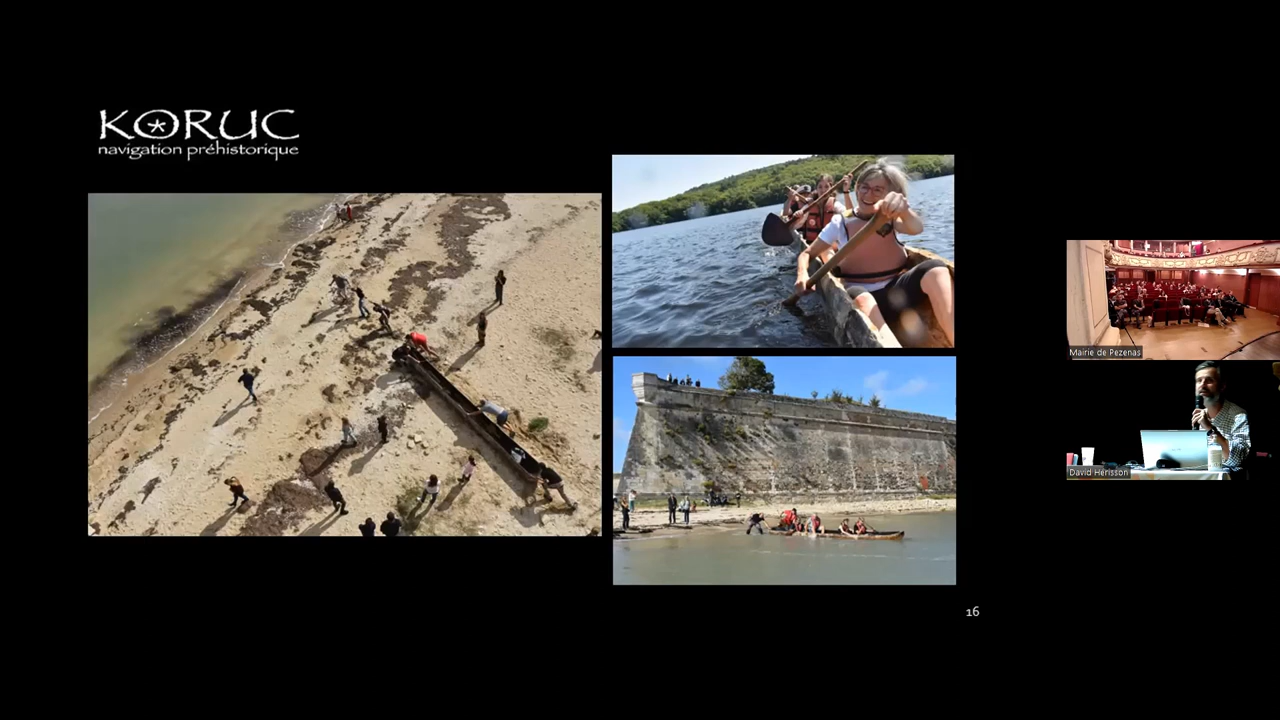 KORUC
navigation préhistorique
Mairie de Pezenas
David Herisson
16